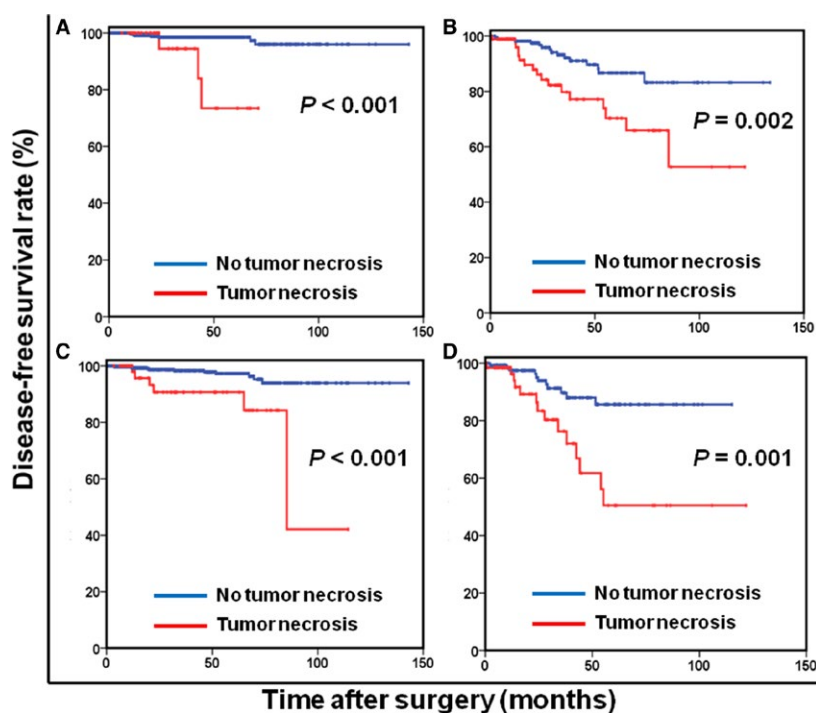 Disease-free survival rate (%)
A
100
80
60
40
20
0
P < 0.001
No tumor necrosis
Tumor necrosis
0 50 100 150
B
100
80
60
40
20
0
P = 0.002
No tumor necrosis
Tumor necrosis
0 50 100 150
C
100
80
60
40
20
0
P < 0.001
No tumor necrosis
Tumor necrosis
0 50 100 150
D
100
80
60
40
20
0
P = 0.001
No tumor necrosis
Tumor necrosis
0 50 100 150
Time after surgery (months)